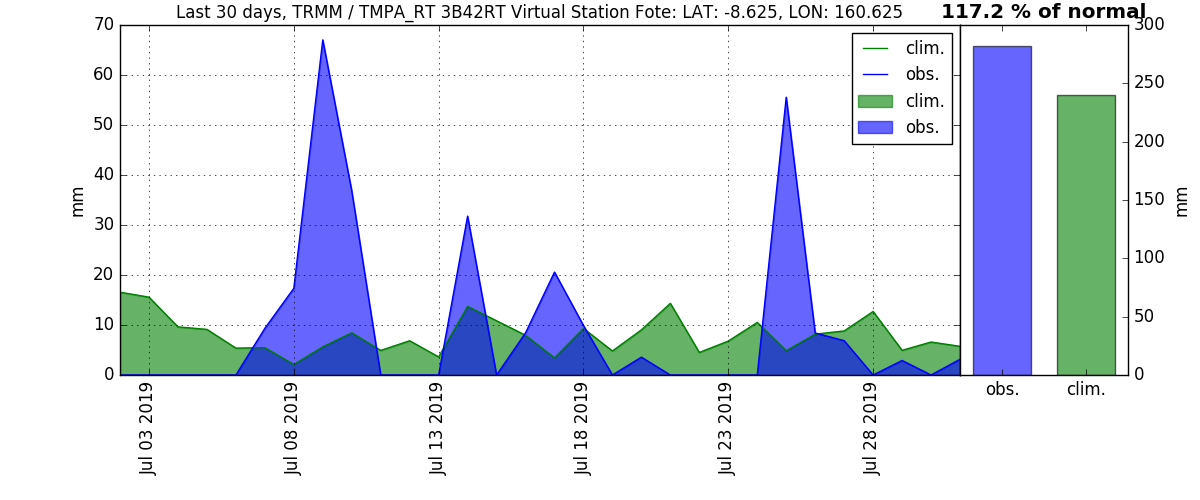 Last 30 days, TRMM / TMPA_RT 3B42RT Virtual Station Fote: LAT: -8.625, LON: 160.625
117.2 % of normal
70
60
50
40
30
20
10
0
mm
clim.
obs.
clim.
obs.
300
250
200
150
100
50
0
mm
Jul 03 2019
Jul 08 2019
Jul 13 2019
Jul 18 2019
Jul 23 2019
Jul 28 2019
obs.
clim.